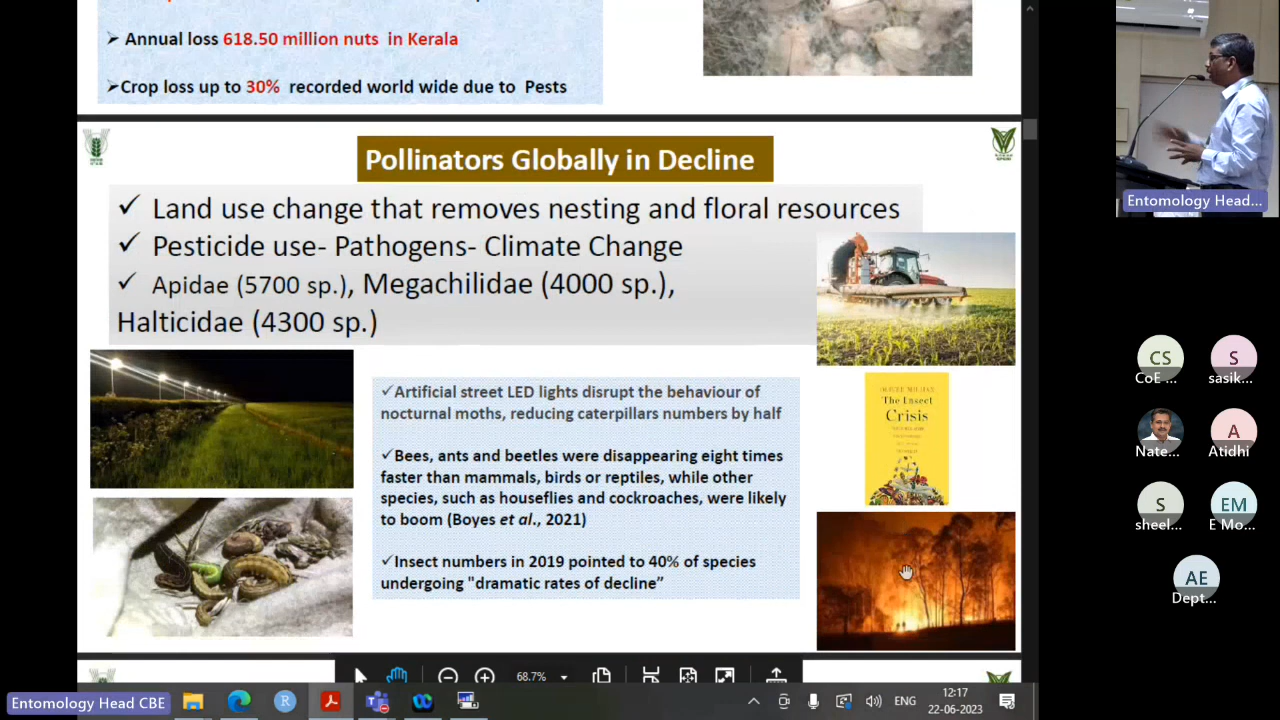 Annual loss 618.50 million nuts in Kerala
Crop loss up to 30% recorded world wide due to Pests
Pollinators Globally in Decline
Land use change that removes nesting and floral resources
Pesticide use- Pathogens- Climate Change
Apidae (5700 sp.), Megachilidae (4000 sp.),
Halticidae (4300 sp.)
Artificial street LED lights disrupt the behaviour of
nocturnal moths, reducing caterpillars numbers by half
Bees, ants and beetles were disappearing eight times
faster than mammals, birds or reptiles, while other
species, such as houseflies and cockroaches, were likely
to boom (Boyes et al., 2021)
Insect numbers in 2019 pointed to 40% of species
undergoing "dramatic rates of decline”
The Insect
Crisis
Entomology Head...
CS
CoE ...
S
sasik...
Nate...
A
Atidhi
S
sheel...
EM
E Mo...
AE
Dept...
68.7%
Entomology Head CBE
R
ENG
12:17
22-06-2023